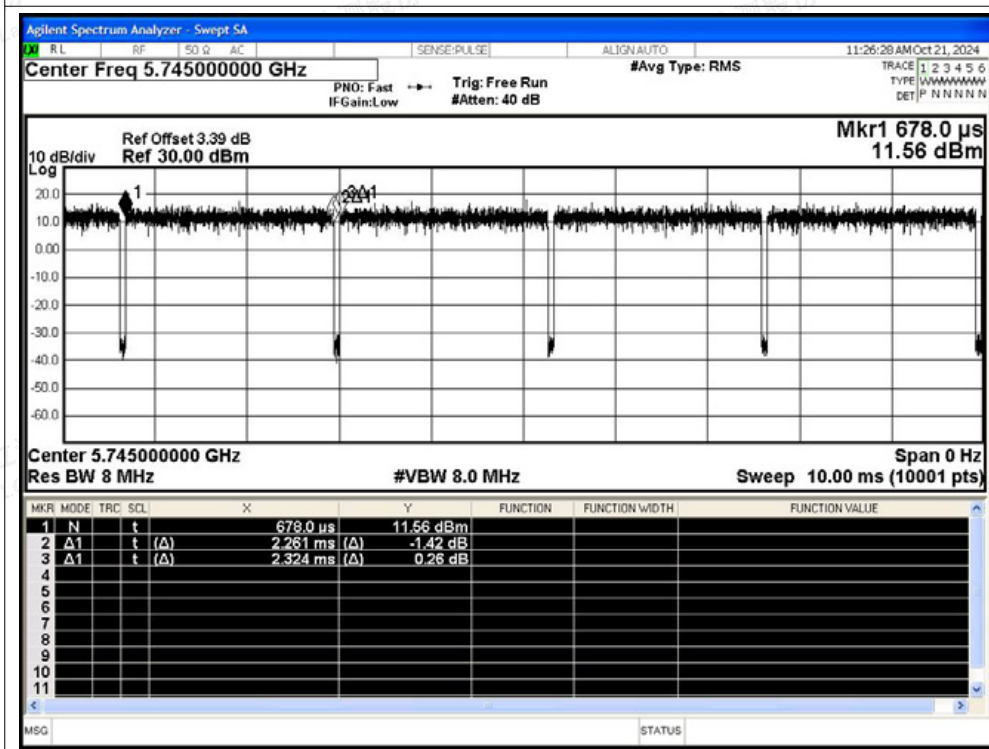 Agilent Spectrum Analyzer - Swept SA
RL RF 50 Ω AC SENSE:PULSE ALIGN AUTO 11:26:28 AM Oct 21, 2024
Center Freq 5.745000000 GHz #Avg Type: RMS TRACE 1 2 3 4 5 6
PNO: Fast Trig: Free Run TYPE WWWWWW
IFGain:Low #Atten: 40 dB DET P N N N N N
Mkr1 678.0 µs
Ref Offset 3.39 dB
10 dB/div Ref 30.00 dBm 11.56 dBm
Log
20.0
10.0
0.00
-10.0
-20.0
-30.0
-40.0
-50.0
-60.0
1
Center 5.745000000 GHz Span 0 Hz
Res BW 8 MHz #VBW 8.0 MHz Sweep 10.00 ms (10001 pts)
MKR MODE TRC SCL X Y FUNCTION FUNCTION WIDTH FUNCTION VALUE
1 N t 678.0 µs 11.56 dBm
2 Δ1 t (Δ) 2.261 ms (Δ) -1.42 dB
3 Δ1 t (Δ) 2.324 ms (Δ) 0.26 dB
4
5
6
7
8
9
10
11
MSG STATUS